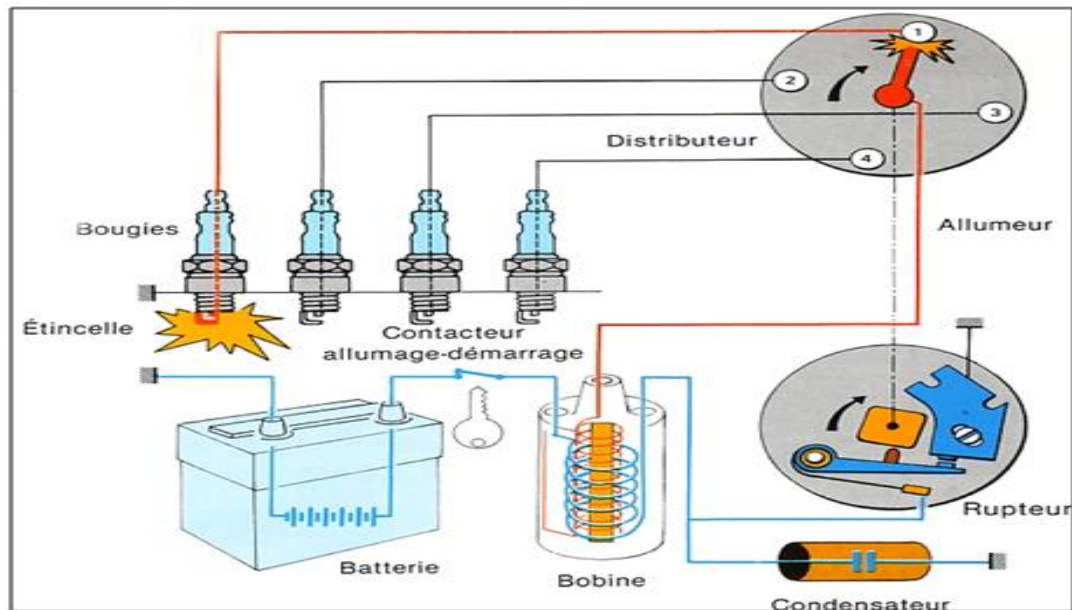 1
2
3
Distributeur
4
Bougies
Allumeur
Étincelle
Contacteur
allumage-démarrage
Rupteur
Batterie
Bobine
Condensateur